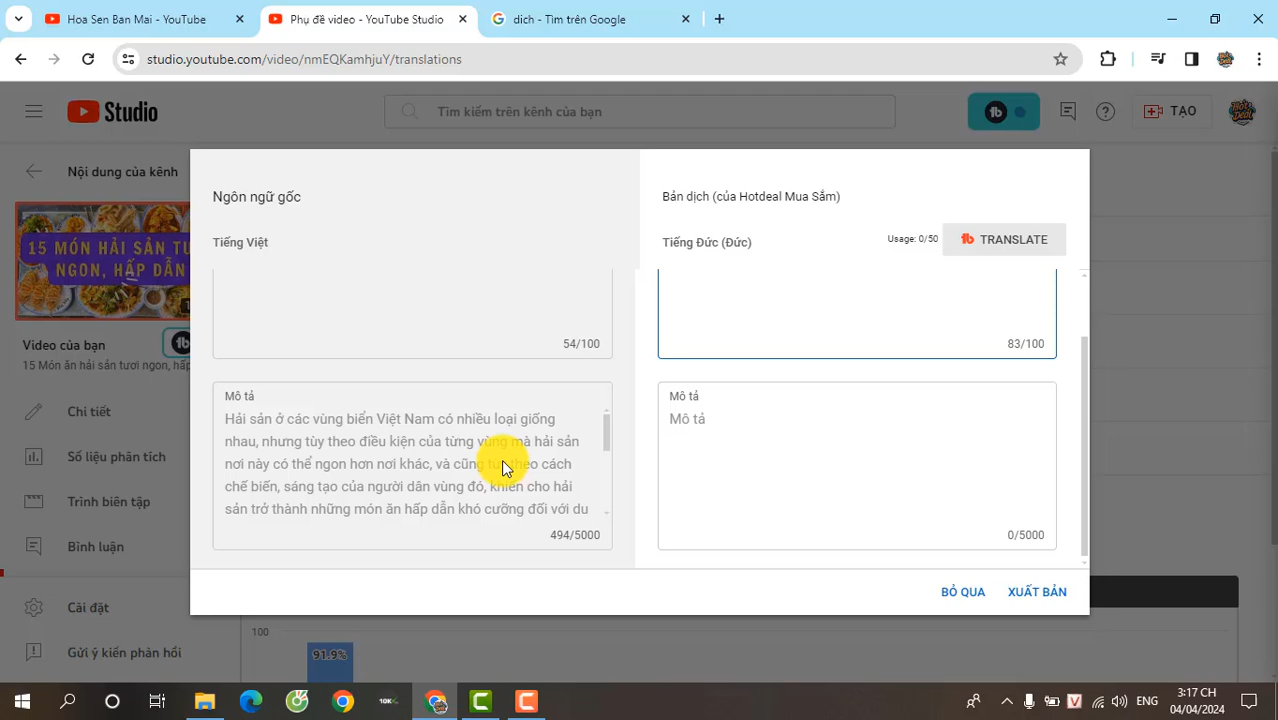 Hoa Sen Ban Mai - YouTube
Phụ đề video - YouTube Studio
dich - Tìm trên Google
studio.youtube.com/video/nmEQKamhjuY/translations
Studio
Tìm kiếm trên kênh của bạn
TẠO
Nội dung của kênh
15 MÓN HẢI SẢN TƯƠ
NGON, HẤP DẪN
Video của bạn
15 Món ăn hải sản tươi ngon, hấp
Chi tiết
Số liệu phân tích
Trình biên tập
Bình luận
Cài đặt
Gửi ý kiến phản hồi
Ngôn ngữ gốc
Tiếng Việt
54/100
Mô tả
Hải sản ở các vùng biển Việt Nam có nhiều loại giống
nhau, nhưng tùy theo điều kiện của từng vùng mà hải sản
nơi này có thể ngon hơn nơi khác, và cũng tuỳ theo cách
chế biến, sáng tạo của người dân vùng đó, khiến cho hải
sản trở thành những món ăn hấp dẫn khó cưỡng đối với du
494/5000
Bản dịch (của Hotdeal Mua Sắm)
Tiếng Đức (Đức)
Usage: 0/50
TRANSLATE
83/100
Mô tả
Mô tả
0/5000
BỎ QUA
XUẤT BẢN
100
91.9%
10K
ENG
3:17 CH
04/04/2024